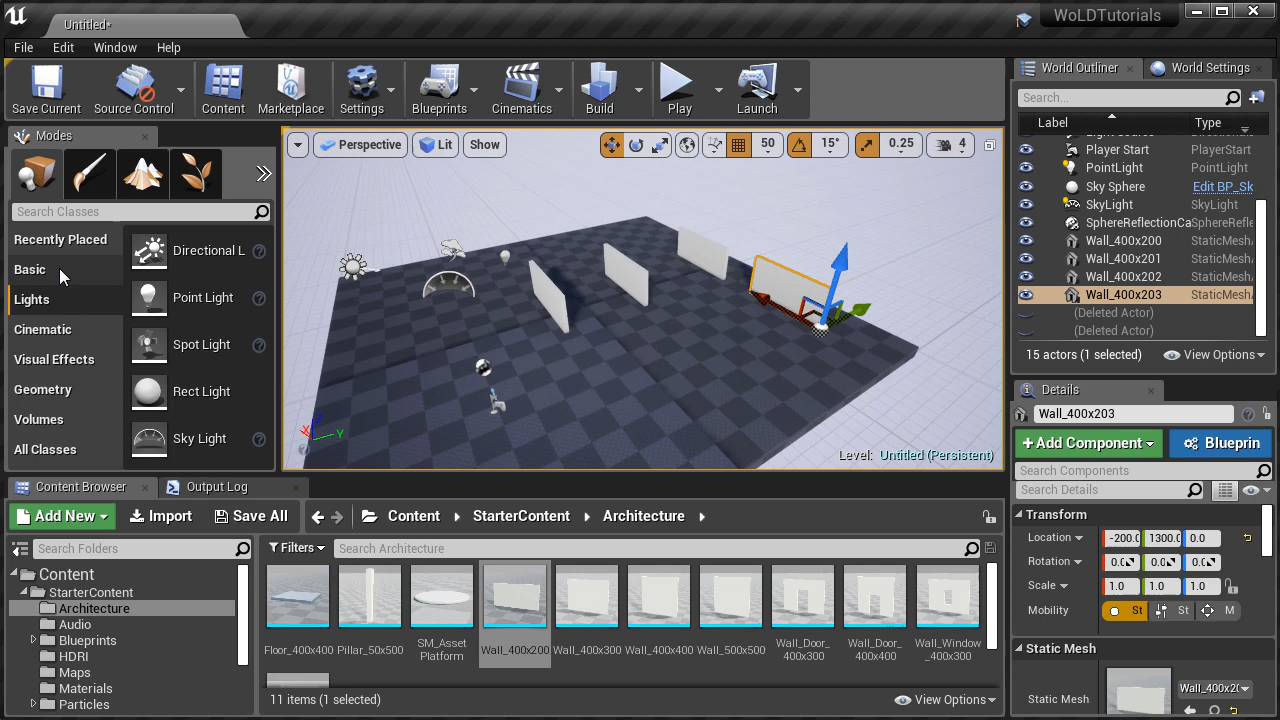 Untitled*
WoLDTutorials
File Edit Window Help
Save Current Source Control Content Marketplace Settings Blueprints Cinematics Build Play Launch
Modes
Search Classes
Recently Placed
Basic
Lights
Cinematic
Visual Effects
Geometry
Volumes
All Classes
Directional L
Point Light
Spot Light
Rect Light
Sky Light
Perspective Lit Show 50 15° 0.25 4
X Y
Level: Untitled (Persistent)
World Outliner World Settings
Search...
Label Type
Player Start PlayerStart
PointLight PointLight
Sky Sphere Edit BP_Sk
SkyLight SkyLight
SphereReflectionCa SphereRefle
Wall_400x200 StaticMesh
Wall_400x201 StaticMesh
Wall_400x202 StaticMesh
Wall_400x203 StaticMesh
(Deleted Actor)
(Deleted Actor)
15 actors (1 selected) View Options
Details
Wall_400x203
+Add Component Blueprin
Search Components
Search Details
Transform
Location -200.0 1300.0 0.0
Rotation 0.0 0.0 0.0
Scale 1.0 1.0 1.0
Mobility St St M
Static Mesh
Static Mesh Wall_400x20
Content Browser Output Log
Add New Import Save All Content StarterContent Architecture
Search Folders
Content
StarterContent
Architecture
Audio
Blueprints
HDRI
Maps
Materials
Particles
Filters Search Architecture
Floor_400x400 Pillar_50x500 SM_Asset Platform Wall_400x200 Wall_400x300 Wall_400x400 Wall_500x500 Wall_Door_400x300 Wall_Door_400x400 Wall_Window_400x300
11 items (1 selected) View Options